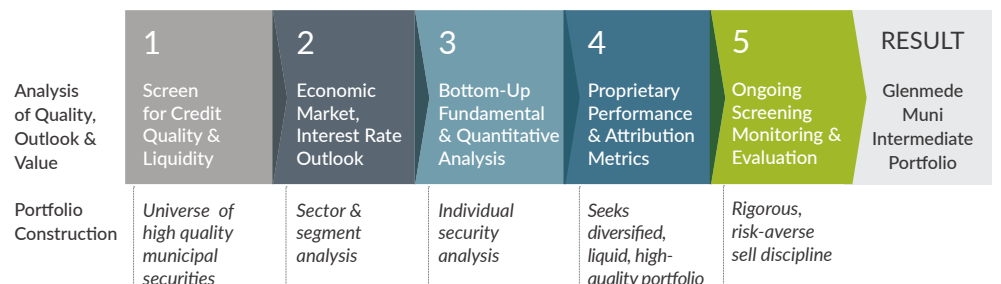 1
Screen
for Credit
Quality &
Liquidity
2
Economic
Market,
Interest Rate
Outlook
3
Bottom-Up
Fundamental
& Quantitative
Analysis
4
Proprietary
Performance
& Attribution
Metrics
5
Ongoing
Screening
Monitoring &
Evaluation
RESULT
Glenmede
Muni
Intermediate
Portfolio
Analysis
of Quality,
Outlook &
Value
Portfolio
Construction
Universe of
high quality
municipal
securities
Sector &
segment
analysis
Individual
security
analysis
Seeks
diversified,
liquid, high-
quality portfolio
Rigorous,
risk-averse
sell discipline